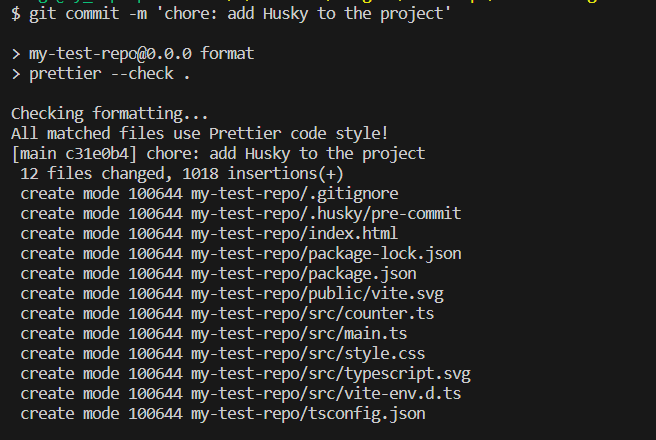 $ git commit -m 'chore: add Husky to the project'
> my-test-repo@0.0.0 format
> prettier --check .
Checking formatting...
All matched files use Prettier code style!
[main c31e0b4] chore: add Husky to the project
12 files changed, 1018 insertions(+)
create mode 100644 my-test-repo/.gitignore
create mode 100644 my-test-repo/.husky/pre-commit
create mode 100644 my-test-repo/index.html
create mode 100644 my-test-repo/package-lock.json
create mode 100644 my-test-repo/package.json
create mode 100644 my-test-repo/public/vite.svg
create mode 100644 my-test-repo/src/counter.ts
create mode 100644 my-test-repo/src/main.ts
create mode 100644 my-test-repo/src/style.css
create mode 100644 my-test-repo/src/typescript.svg
create mode 100644 my-test-repo/src/vite-env.d.ts
create mode 100644 my-test-repo/tsconfig.json